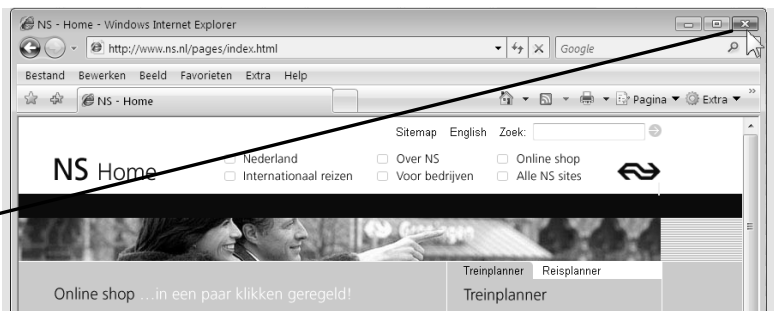 NS - Home - Windows Internet Explorer
http://www.ns.nl/pages/index.html Google
Bestand Bewerken Beeld Favorieten Extra Help
NS - Home Pagina Extra
Sitemap English Zoek:
NS Home
Nederland Over NS Online shop
Internationaal reizen Voor bedrijven Alle NS sites
Treinplanner Reisplanner
Online shop ...in een paar klikken geregeld! Treinplanner